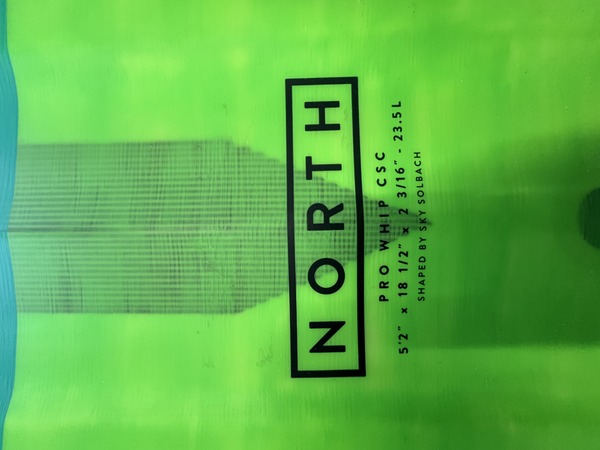 NORTH
PRO WHIP CSC
5'2" x 18 1/2" x 2 3/16" - 23.5L
SHAPED BY SKY SOLBACH